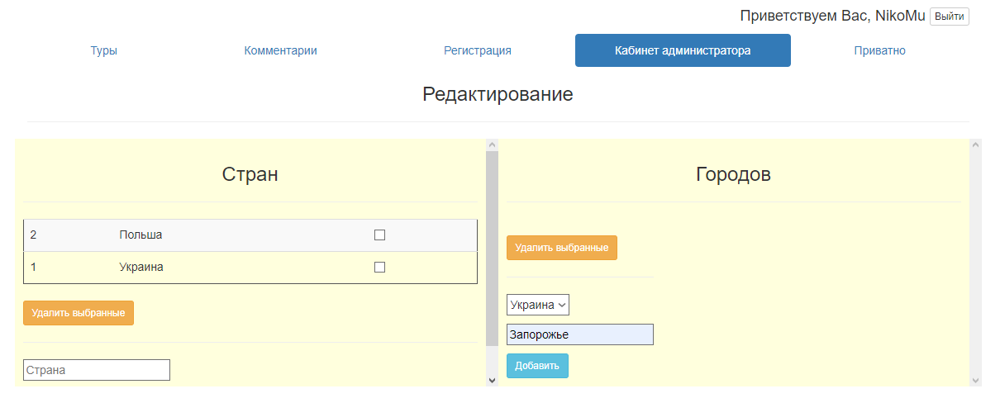 Приветствуем Вас, NikoMu Выйти
Туры Комментарии Регистрация Кабинет администратора Приватно
Редактирование
Стран
2 Польша
1 Украина
Удалить выбранные
Страна
Городов
Удалить выбранные
Украина
Запорожье
Добавить